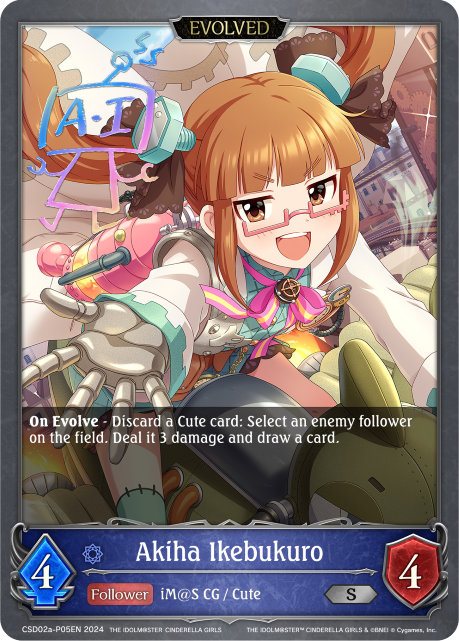 EVOLVED
A·I
On Evolve - Discard a Cute card: Select an enemy follower
on the field. Deal it 3 damage and draw a card.
Akiha Ikebukuro
4
Follower iM@S CG / Cute
S
4
CSD02a-P05EN 2024 THE IDOLM@STER CINDERELLA GIRLS THE IDOLM@STER™ CINDERELLA GIRLS & ©BNEI © Cygames, Inc.